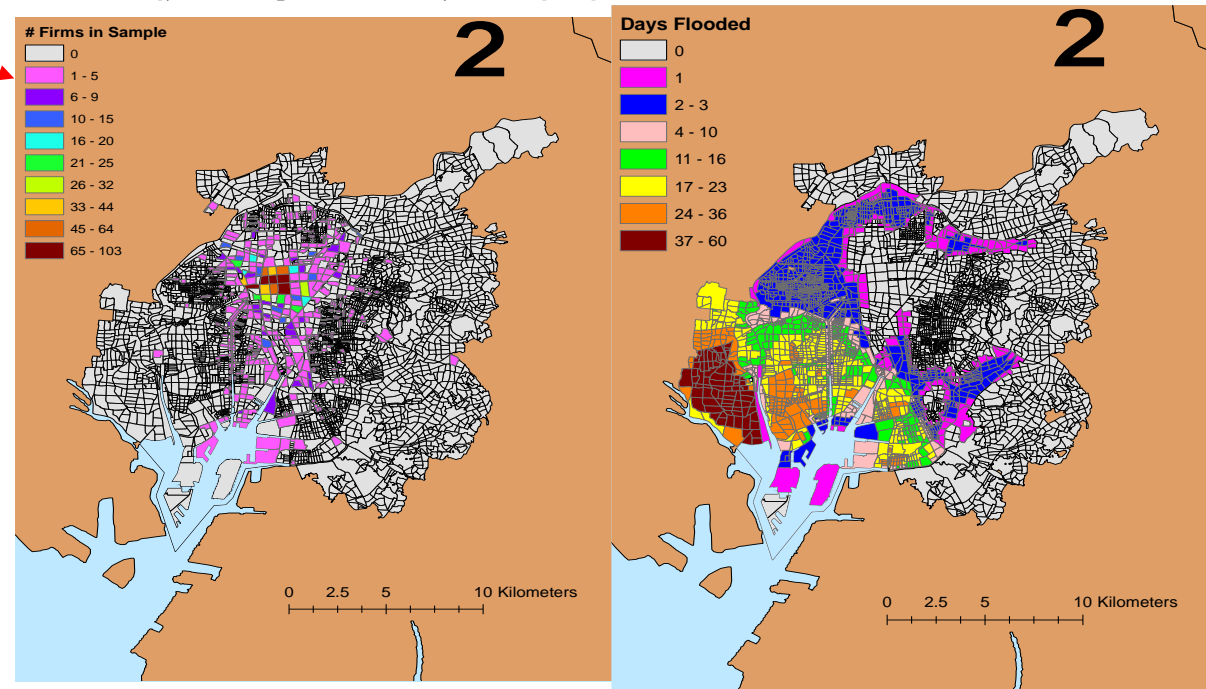 # Firms in Sample
0
1 - 5
6 - 9
10 - 15
16 - 20
21 - 25
26 - 32
33 - 44
45 - 64
65 - 103
2
0 2.5 5 10 Kilometers
Days Flooded
0
1
2 - 3
4 - 10
11 - 16
17 - 23
24 - 36
37 - 60
2
0 2.5 5 10 Kilometers